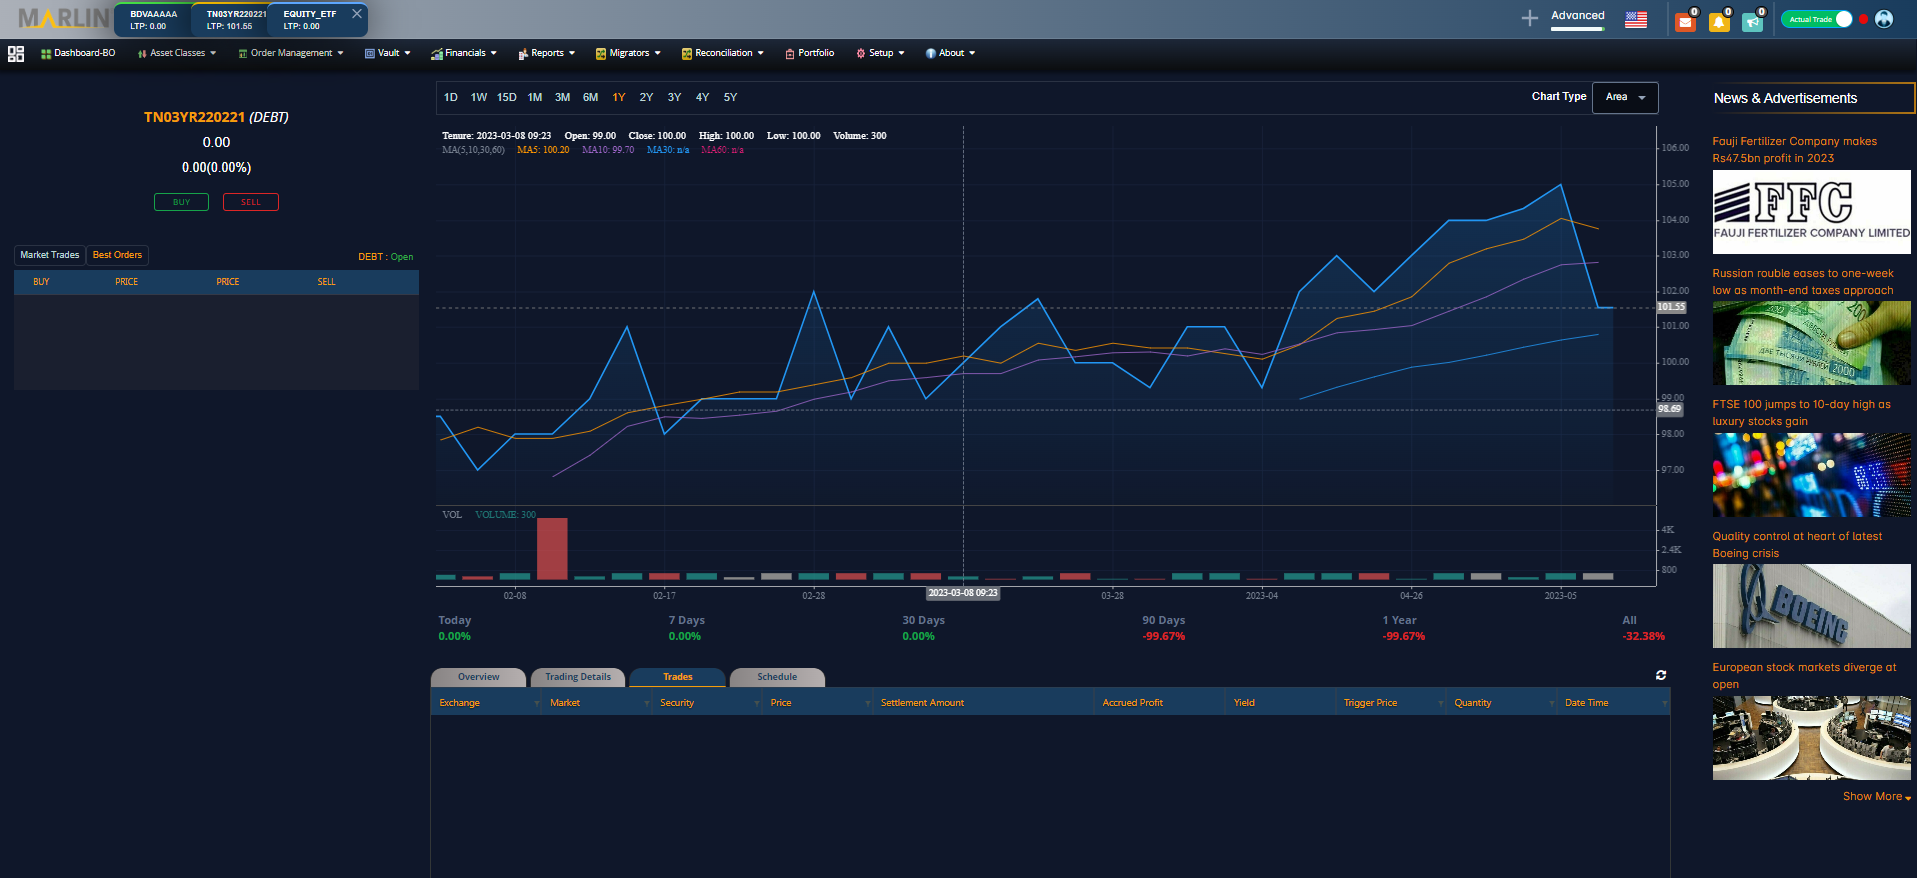 MARLIN
BDVAAAAA
LTP: 0.00
TN03YR220221
LTP: 101.55
EQUITY_ETF
LTP: 0.00
Advanced
0
0
0
Actual Trade
Dashboard-BO
Asset Classes
Order Management
Vault
Financials
Reports
Migrators
Reconciliation
Portfolio
Setup
About
TN03YR220221 (DEBT)
0.00
0.00(0.00%)
BUY
SELL
Market Trades
Best Orders
DEBT : Open
BUY PRICE PRICE SELL
1D 1W 15D 1M 3M 6M 1Y 2Y 3Y 4Y 5Y
Chart Type
Area
Tenure: 2023-03-08 09:23 Open: 99.00 Close: 100.00 High: 100.00 Low: 100.00 Volume: 300
MA(5,10,30,60) MA5: 100.20 MA10: 99.70 MA30: n/a MA60: n/a
106.00
105.00
104.00
103.00
102.00
101.55
101.00
100.00
99.00
98.69
98.00
97.00
VOL VOLUME: 300
4K
2.4K
800
02-08 02-17 02-28 2023-03-08 09:23 03-28 2023-04 04-26 2023-05
Today 7 Days 30 Days 90 Days 1 Year All
0.00% 0.00% 0.00% -99.67% -99.67% -32.38%
Overview Trading Details Trades Schedule
Exchange Market Security Price Settlement Amount Accrued Profit Yield Trigger Price Quantity Date Time
News & Advertisements
Fauji Fertilizer Company makes
Rs47.5bn profit in 2023
FFC
FAUJI FERTILIZER COMPANY LIMITED
Russian rouble eases to one-week
low as month-end taxes approach
200
2000
FTSE 100 jumps to 10-day high as
luxury stocks gain
Quality control at heart of latest
Boeing crisis
BOEING
European stock markets diverge at
open
Show More